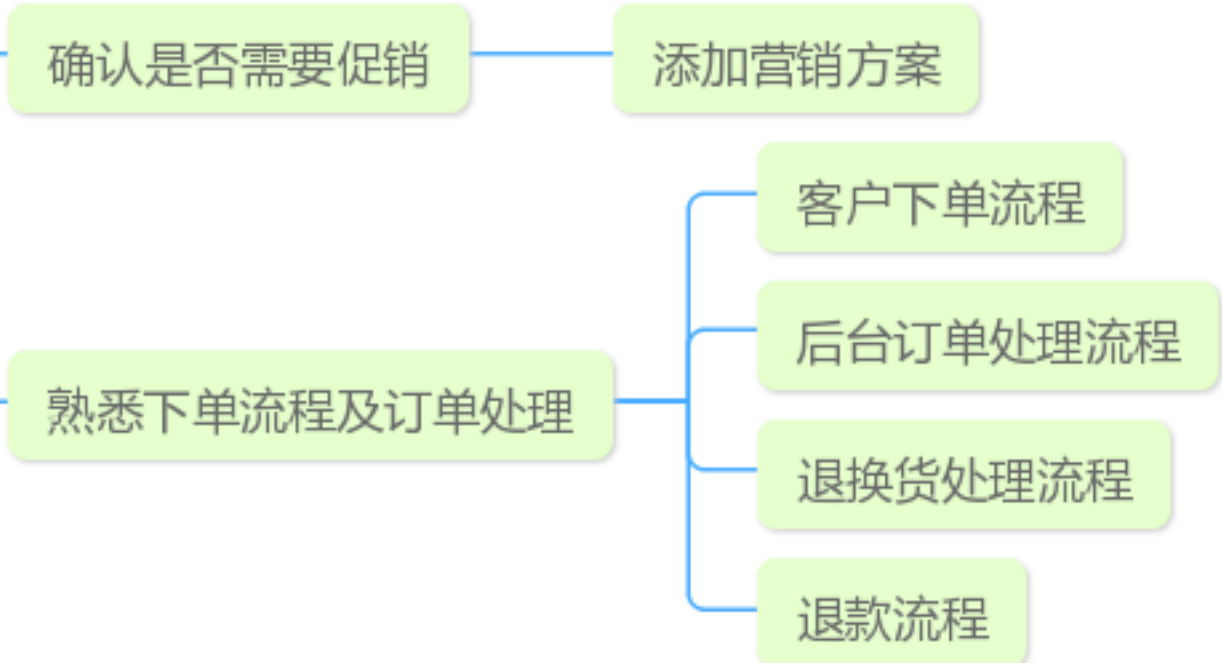 确认是否需要促销
添加营销方案
客户下单流程
后台订单处理流程
熟悉下单流程及订单处理
退换货处理流程
退款流程